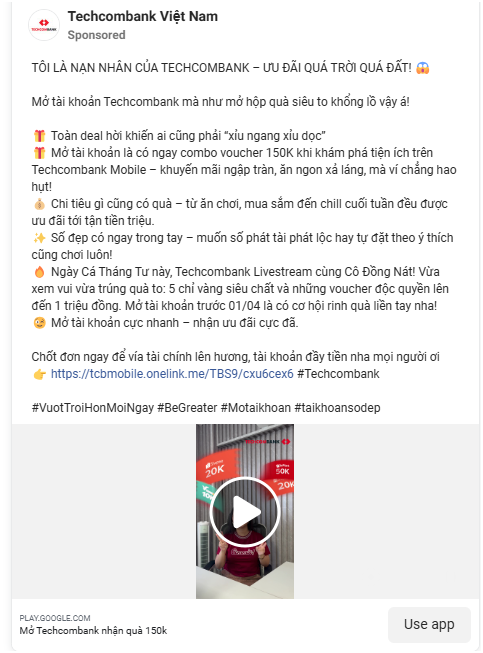 Techcombank Việt Nam
Sponsored
TECHCOMBANK
TÔI LÀ NẠN NHÂN CỦA TECHCOMBANK – ƯU ĐÃI QUÁ TRỜI QUÁ ĐẤT! 😱
Mở tài khoản Techcombank mà như mở hộp quà siêu to khổng lồ vậy á!
🎁 Toàn deal hời khiến ai cũng phải “xỉu ngang xỉu dọc”
🎁 Mở tài khoản là có ngay combo voucher 150K khi khám phá tiện ích trên
Techcombank Mobile – khuyến mãi ngập tràn, ăn ngon xả láng, mà ví chẳng hao
hụt!
👍🏻 Chi tiêu gì cũng có quà – từ ăn chơi, mua sắm đến chill cuối tuần đều được
ưu đãi tới tận tiền triệu.
✨ Số đẹp có ngay trong tay – muốn số phát tài phát lộc hay tự đặt theo ý thích
cũng chơi luôn!
🔥 Ngày Cá Tháng Tư này, Techcombank Livestream cùng Cô Đồng Nát! Vừa
xem vui vừa trúng quà to: 5 chỉ vàng siêu chất và những voucher độc quyền lên
đến 1 triệu đồng. Mở tài khoản trước 01/04 là có cơ hội rinh quà liền tay nha!
😉 Mở tài khoản cực nhanh – nhận ưu đãi cực đã.
Chốt đơn ngay để vía tài chính lên hương, tài khoản đầy tiền nha mọi người ơi
👉 https://tcbmobile.onelink.me/TBS9/cxu6cex6 #Techcombank
#VuotTroiHonMoiNgay #BeGreater #Motaikhoan #taikhoansodep
20K
50K
20K
PLAY.GOOGLE.COM
Mở Techcombank nhận quà 150k
Use app